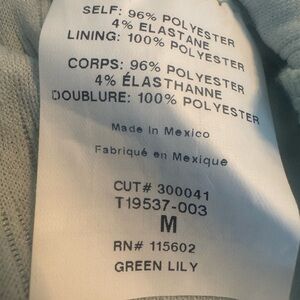 SELF: 96% POLYESTER
4% ELASTANE
LINING: 100% POLYESTER
CORPS: 96% POLYESTER
4% ÉLASTHANNE
DOUBLURE: 100% POLYESTER
Made in Mexico
Fabriqué en Mexique
CUT# 300041
T19537-003
M
RN# 115602
GREEN LILY